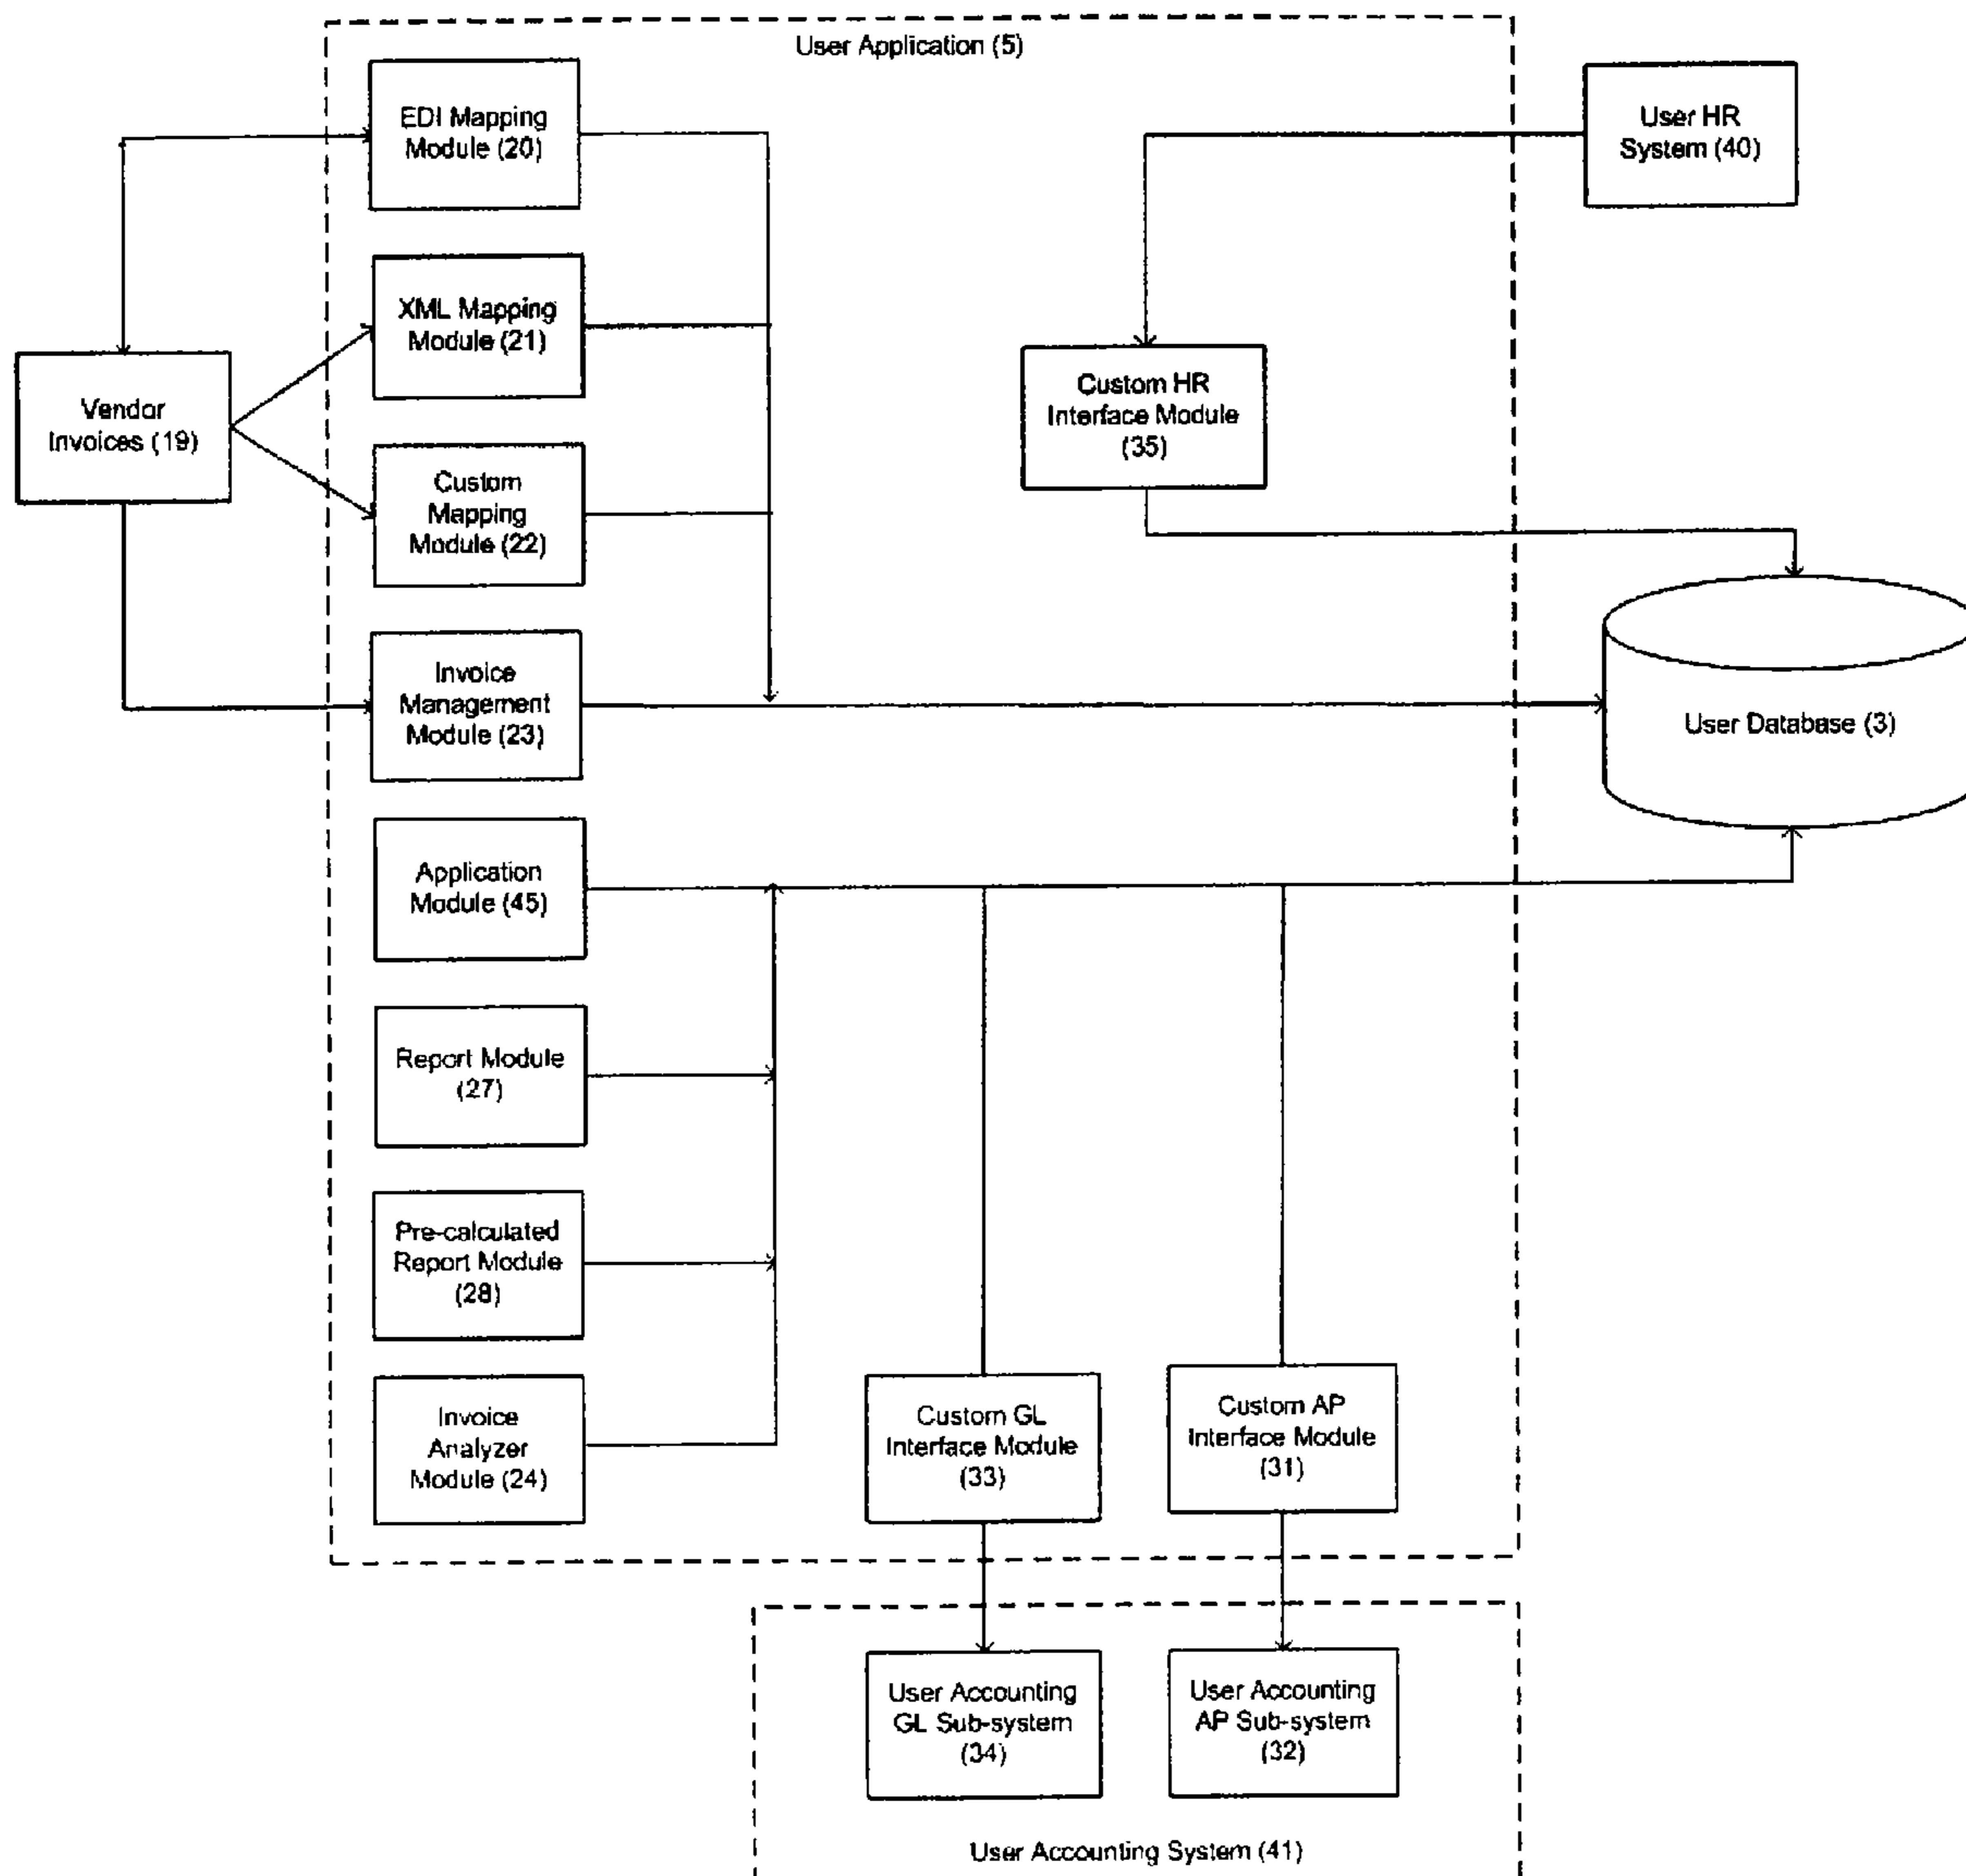 User Application (5)
EDI Mapping
Module (20)
User HR
System (40)
XML Mapping
Module (21)
Vendor
Invoices (19)
Custom HR
Interface Module
(35)
Custom
Mapping
Module (22)
Invoice
Management
Module (23)
User Database (3)
Application
Module (45)
Report Module
(27)
Pre-calculated
Report Module
(28)
Invoice
Analyzer
Module (24)
Custom GL
Interface Module
(33)
Custom AP
Interface Module
(31)
User Accounting
GL Sub-system
(34)
User Accounting
AP Sub-system
(32)
User Accounting System (41)